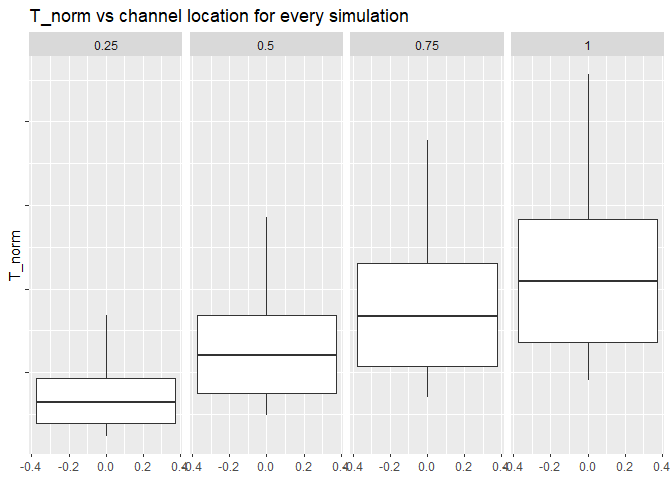 T_norm vs channel location for every simulation
0.25 0.5 0.75 1
T_norm
-0.4 -0.2 0.0 0.2 0.4 -0.4 -0.2 0.0 0.2 0.4 -0.4 -0.2 0.0 0.2 0.4 -0.4 -0.2 0.0 0.2 0.4